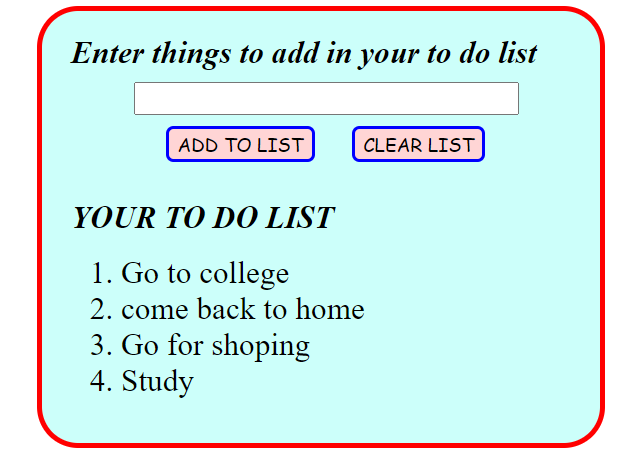 Enter things to add in your to do list
ADD TO LIST CLEAR LIST
YOUR TO DO LIST
1. Go to college
2. come back to home
3. Go for shoping
4. Study